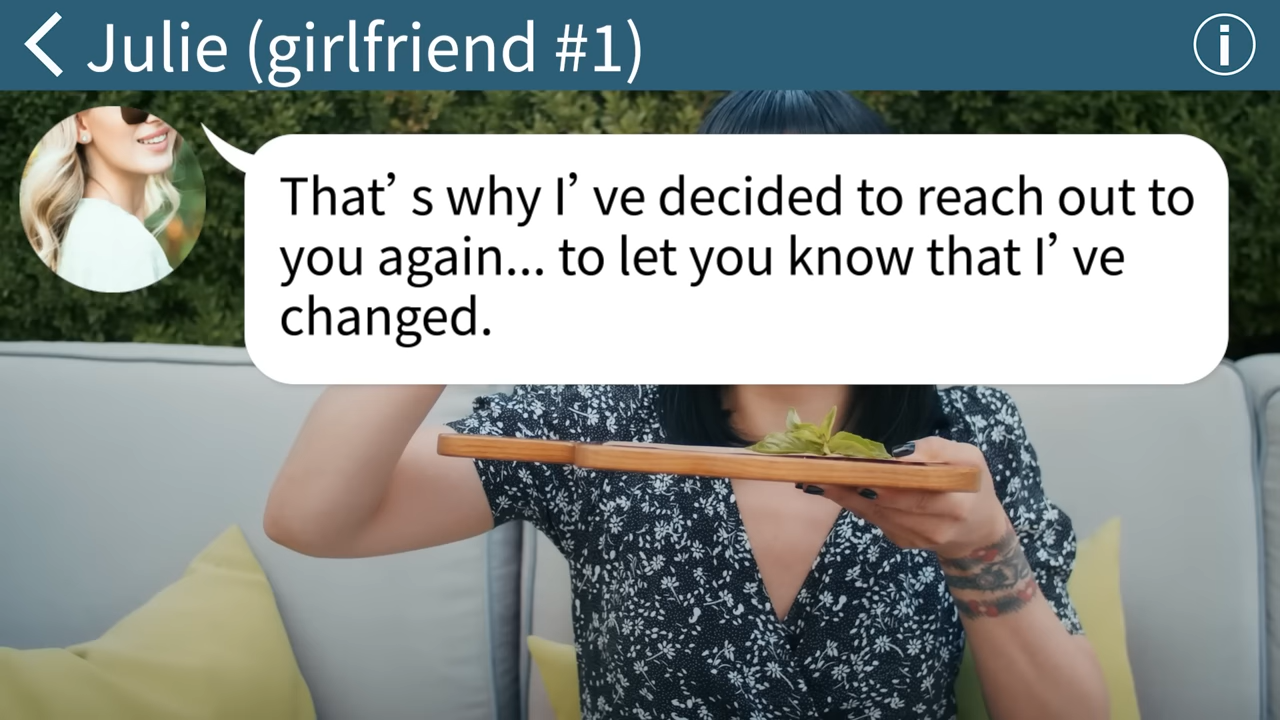 Julie (girlfriend #1)
That’s why I’ve decided to reach out to
you again... to let you know that I’ve
changed.